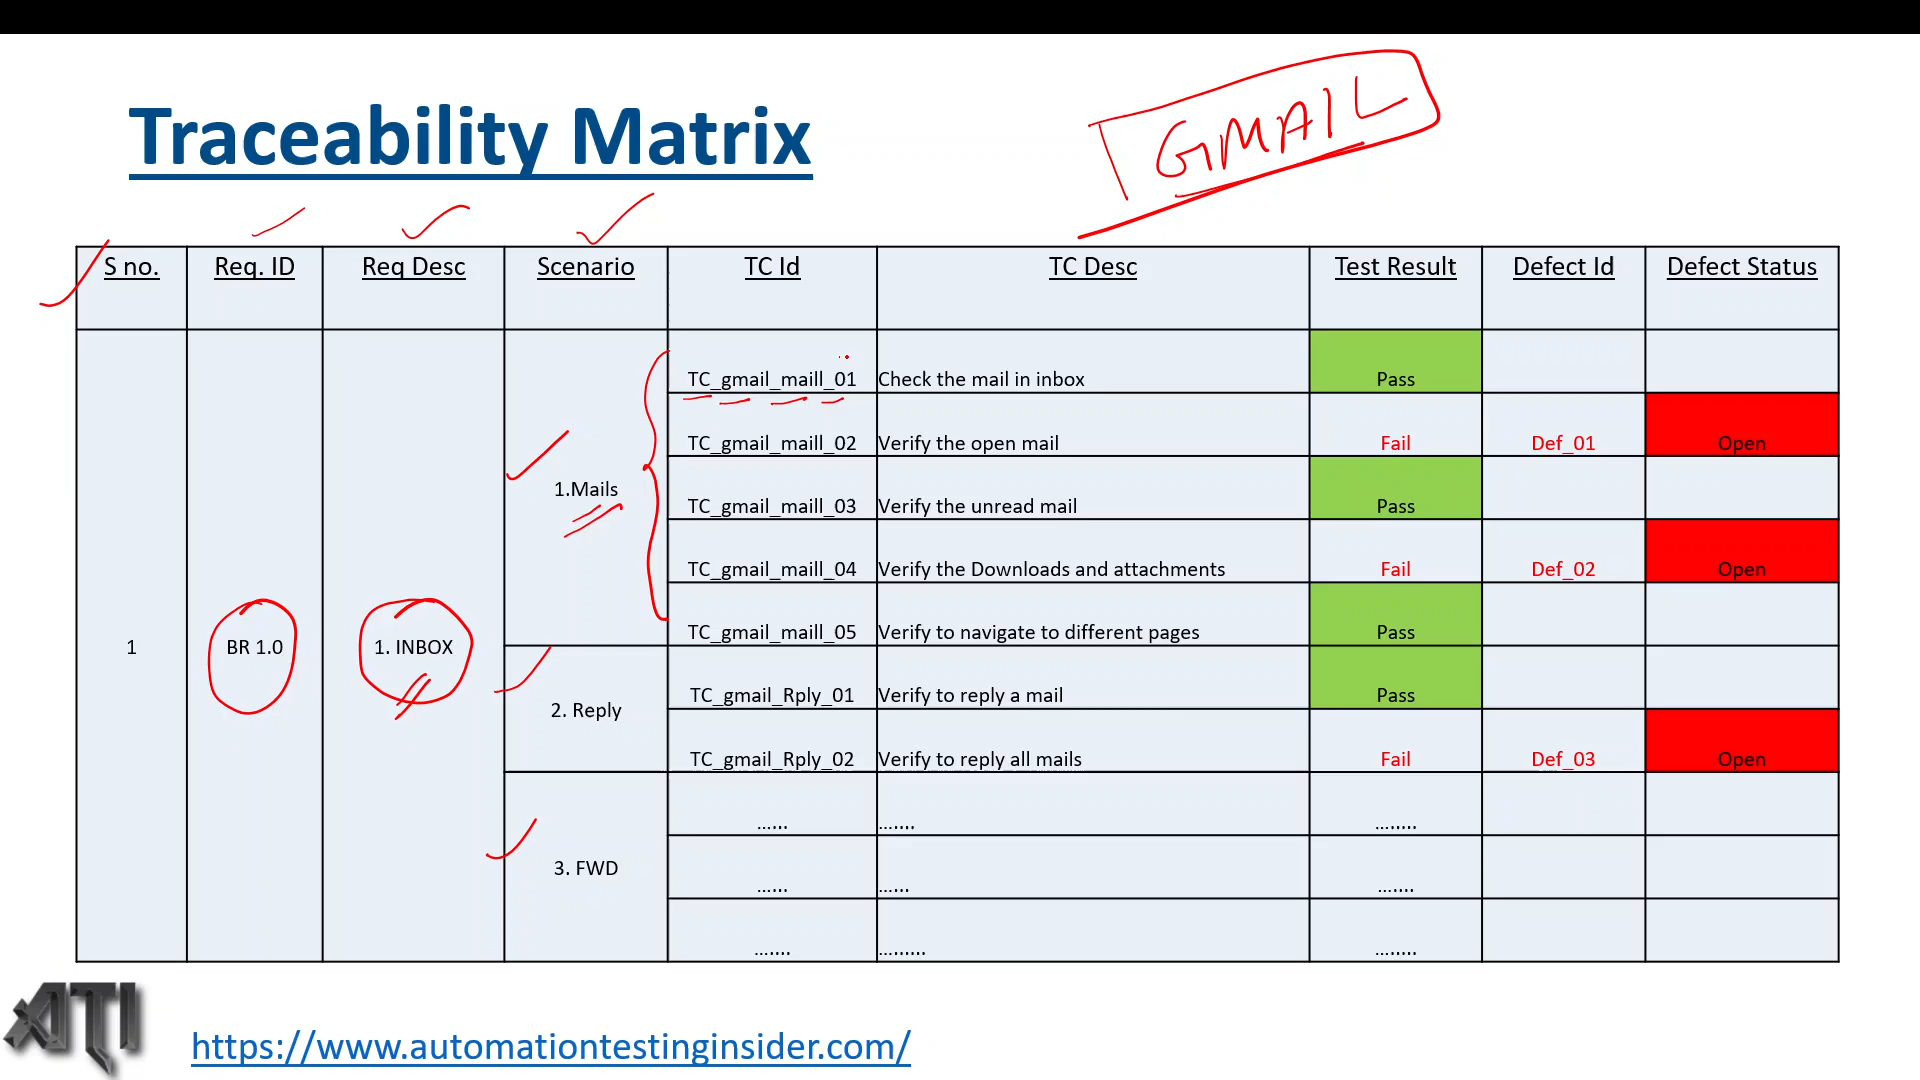 Traceability Matrix
GMAIL
S no. Req. ID Req Desc Scenario TC Id TC Desc Test Result Defect Id Defect Status
TC_gmail_maill_01 Check the mail in inbox Pass
TC_gmail_maill_02 Verify the open mail Fail Def_01 Open
1.Mails
TC_gmail_maill_03 Verify the unread mail Pass
TC_gmail_maill_04 Verify the Downloads and attachments Fail Def_02 Open
TC_gmail_maill_05 Verify to navigate to different pages Pass
1 BR 1.0 1. INBOX
TC_gmail_Rply_01 Verify to reply a mail Pass
2. Reply
TC_gmail_Rply_02 Verify to reply all mails Fail Def_03 Open
...... ....... ........
3. FWD
...... ...... .......
....... ......... ........
ATI
https://www.automationtestinginsider.com/